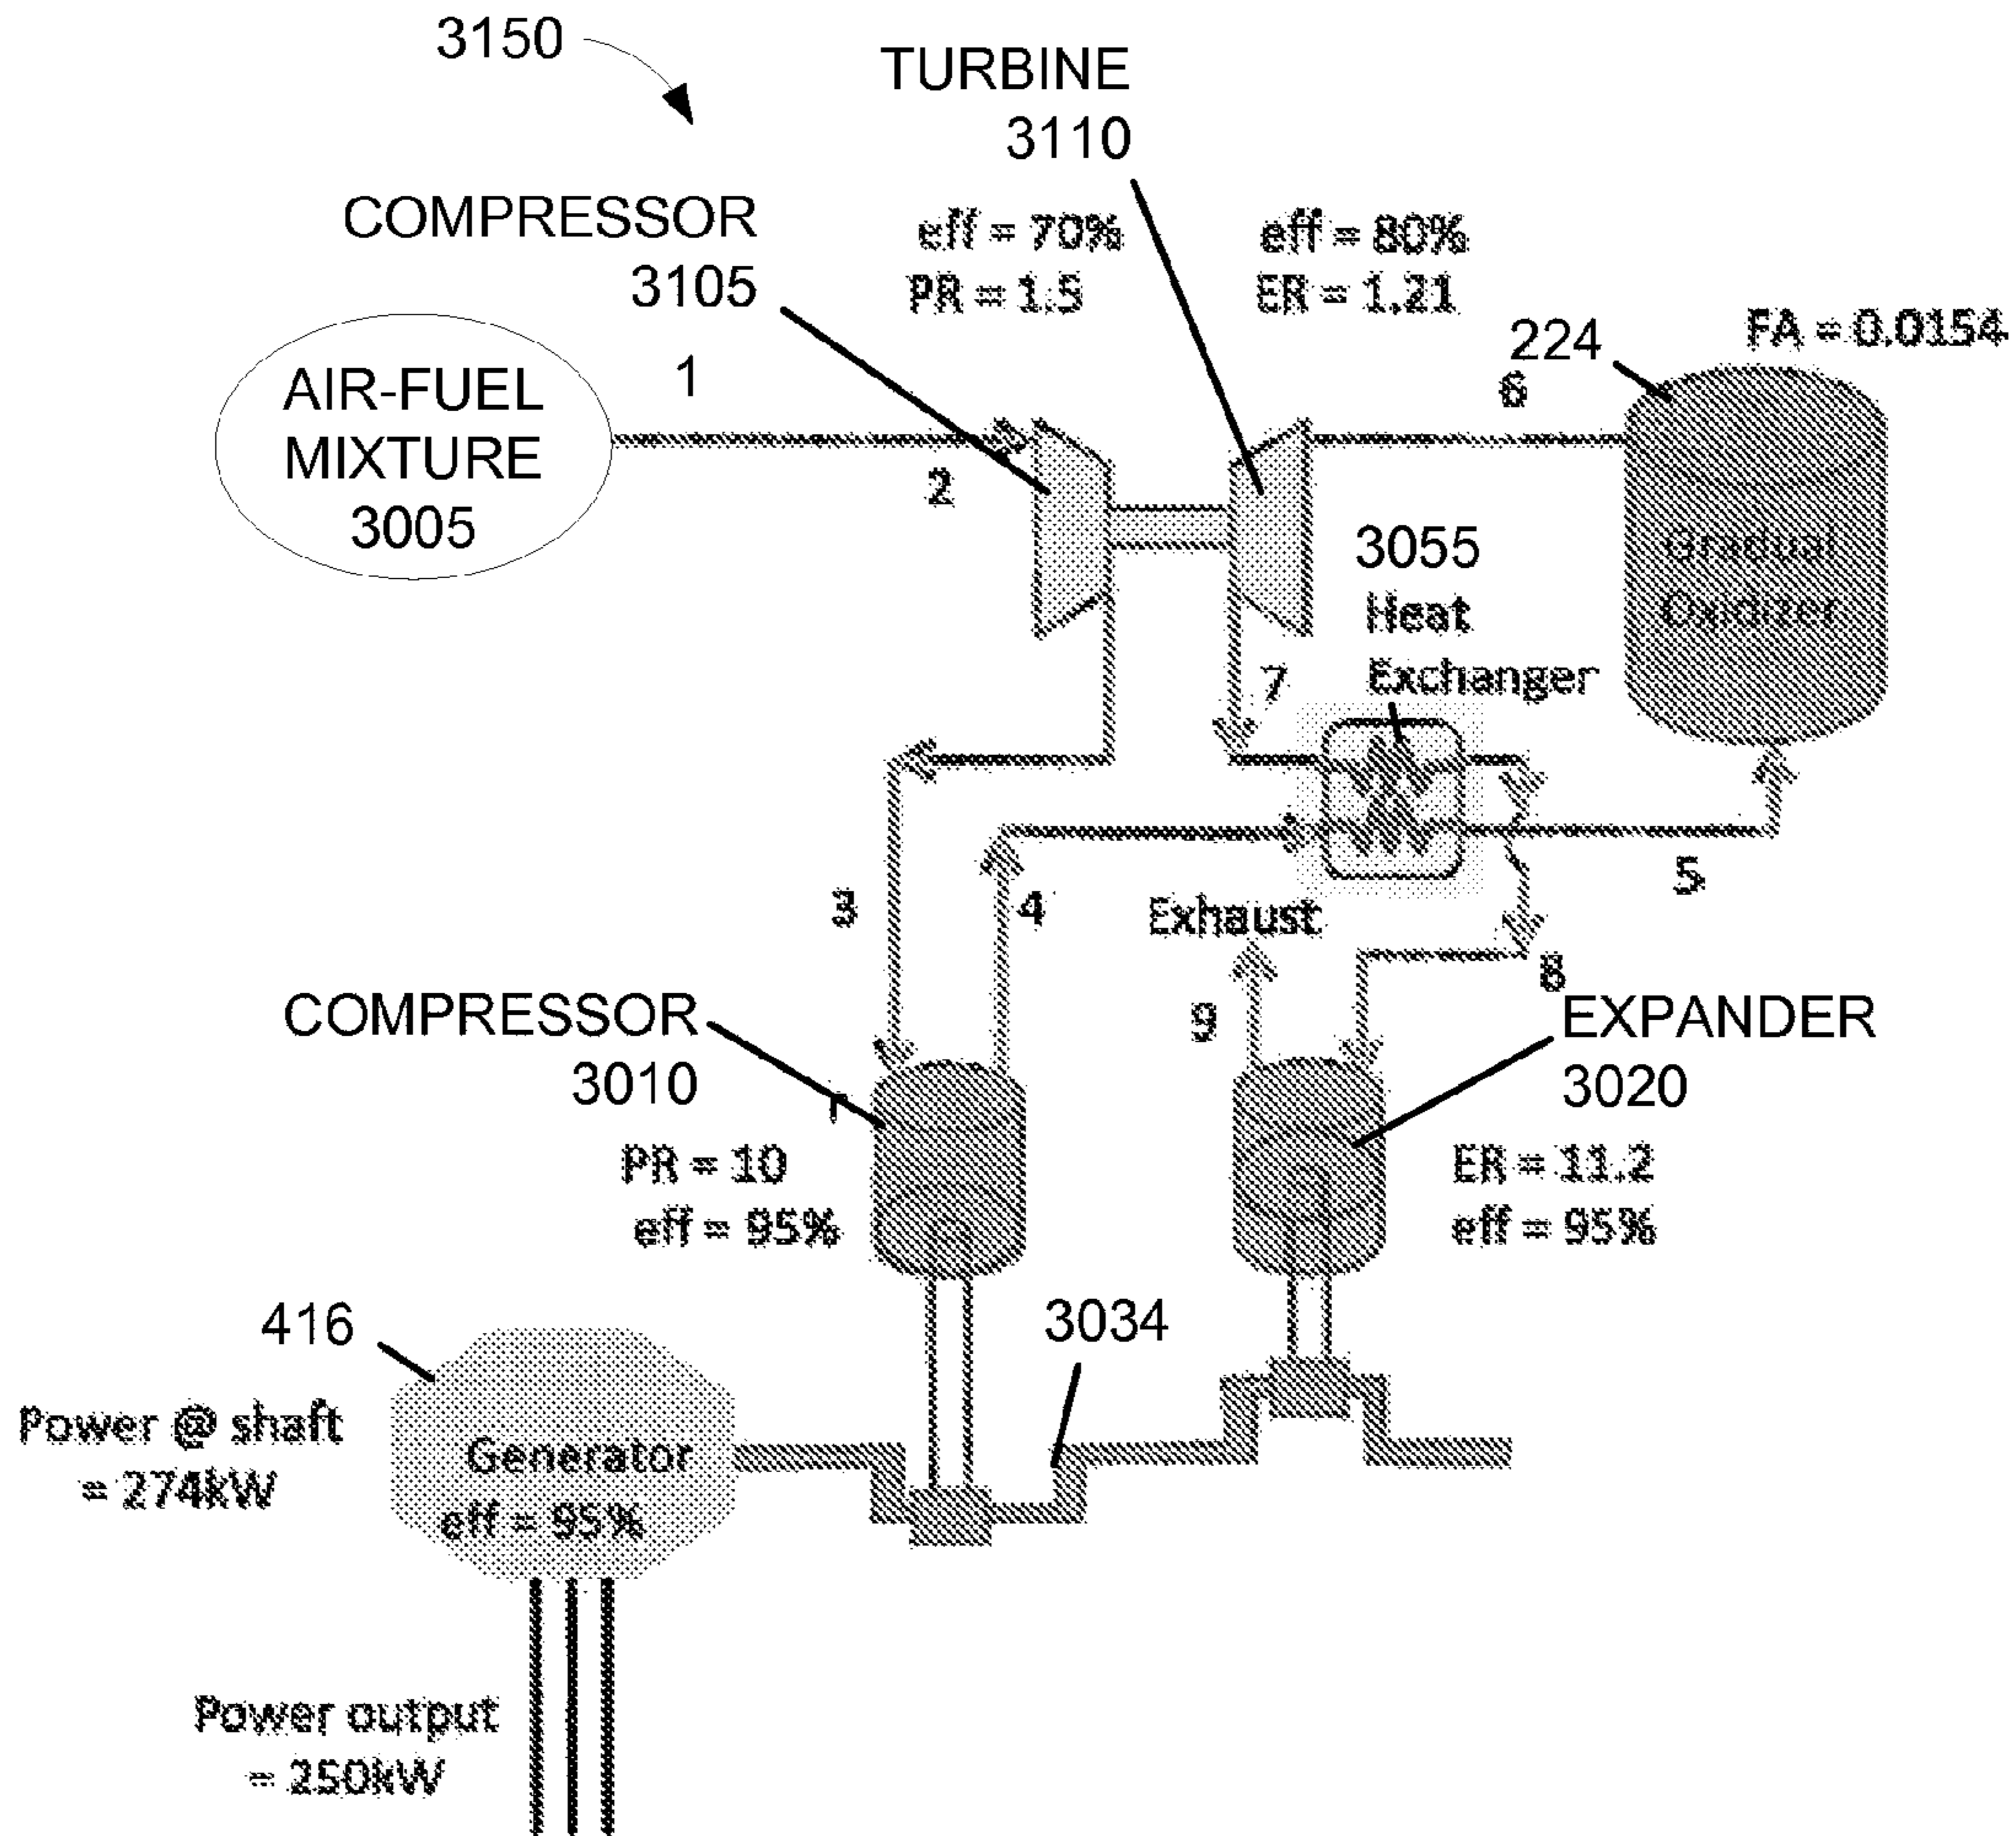 3150
TURBINE
3110
COMPRESSOR
3105
eff = 70%
PR = 1.5
eff = 80%
ER = 1.21
224
FA = 0.0154
AIR-FUEL
MIXTURE
3005
1
2
6
Gradual
Oxidizer
3055
Heat
Exchanger
7
3
4
5
Exhaust
8
9
COMPRESSOR
3010
PR = 10
eff = 95%
EXPANDER
3020
ER = 11.2
eff = 95%
416
3034
Power @ shaft
= 274kW
Generator
eff = 95%
Power output
= 250kW